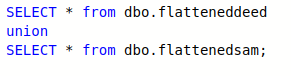 SELECT * from dbo.flatteneddeed
union
SELECT * from dbo.flattenedsam;